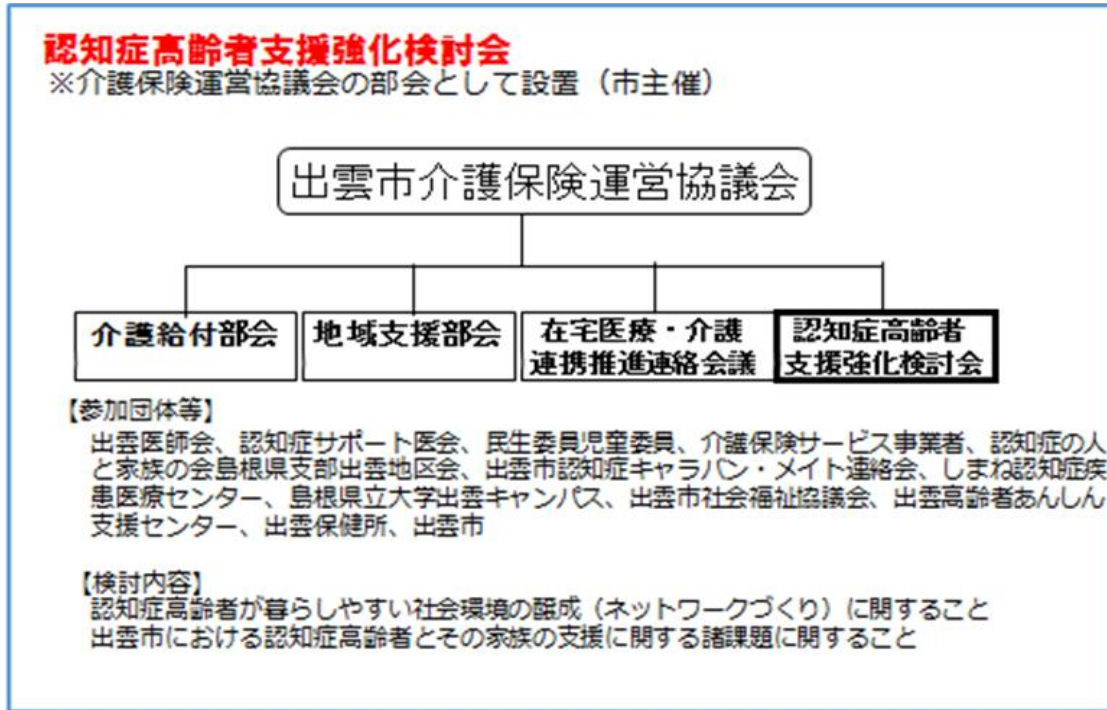 認知症高齢者支援強化検討会
※介護保険運営協議会の部会として設置（市主催）
出雲市介護保険運営協議会
介護給付部会
地域支援部会
在宅医療・介護
連携推進連絡会議
認知症高齢者
支援強化検討会
【参加団体等】
出雲医師会、認知症サポート医会、民生委員児童委員、介護保険サービス事業者、認知症の人
と家族の会島根県支部出雲地区会、出雲市認知症キャラバン・メイト連絡会、しまね認知症疾
患医療センター、島根県立大学出雲キャンパス、出雲市社会福祉協議会、出雲高齢者あんしん
支援センター、出雲保健所、出雲市
【検討内容】
認知症高齢者が暮らしやすい社会環境の醸成（ネットワークづくり）に関すること
出雲市における認知症高齢者とその家族の支援に関する諸課題に関すること